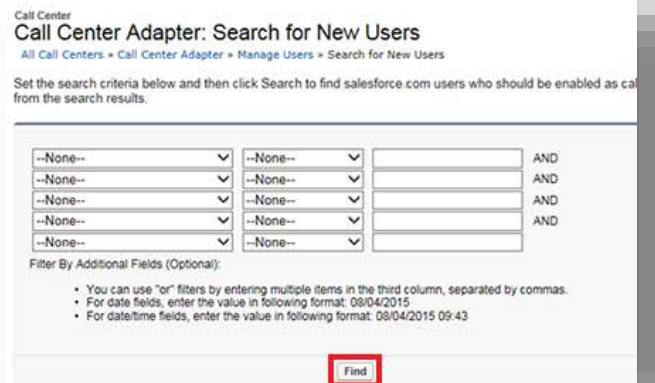 Call Center
Call Center Adapter: Search for New Users
All Call Centers » Call Center Adapter » Manage Users » Search for New Users
Set the search criteria below and then click Search to find salesforce.com users who should be enabled as cal
from the search results.
--None-- --None-- AND
--None-- --None-- AND
--None-- --None-- AND
--None-- --None-- AND
--None-- --None--
Filter By Additional Fields (Optional):
• You can use "or" filters by entering multiple items in the third column, separated by commas.
• For date fields, enter the value in following format: 08/04/2015
• For date/time fields, enter the value in following format: 08/04/2015 09:43
Find